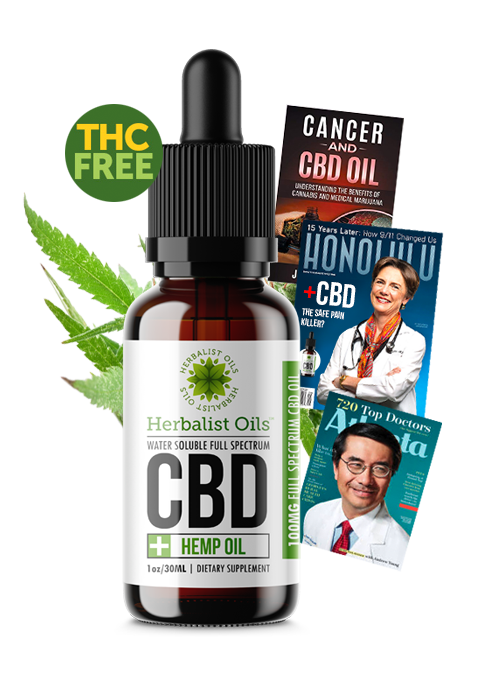 THC
FREE
HERBALIST OILS
HERBALIST OILS
Herbalist Oils™
WATER SOLUBLE FULL SPECTRUM
CBD
HEMP OIL
1oz/30ML | DIETARY SUPPLEMENT
100MG FULL SPECTRUM CBD OIL
CANCER
AND
CBD OIL
UNDERSTANDING THE BENEFITS OF
CANNABIS AND MEDICAL MARIJUANA
J
15 Years Later: How 9/11 Changed Us
HONOLULU
+CBD
THE SAFE PAIN
KILLER?
720 Top Doctors
Atlanta